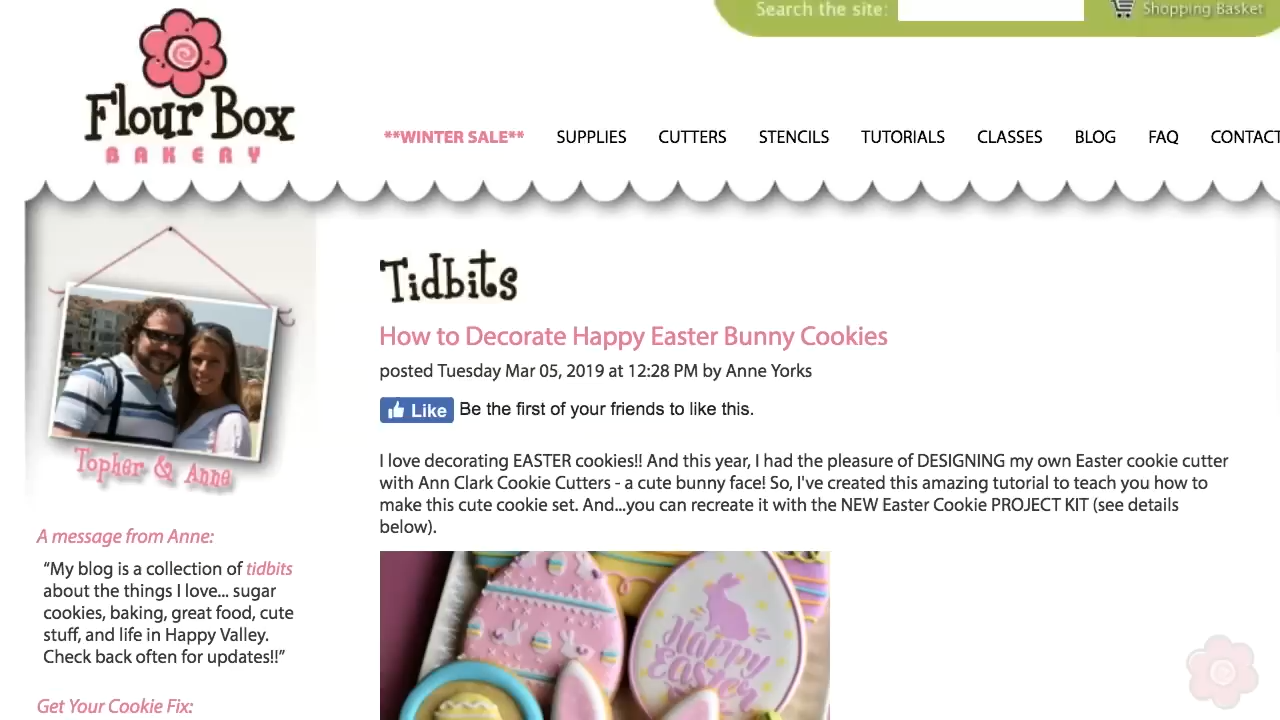 Search the site:
Shopping Basket
Flour Box
BAKERY
**WINTER SALE** SUPPLIES CUTTERS STENCILS TUTORIALS CLASSES BLOG FAQ CONTACT
Tidbits
How to Decorate Happy Easter Bunny Cookies
posted Tuesday Mar 05, 2019 at 12:28 PM by Anne Yorks
Like Be the first of your friends to like this.
I love decorating EASTER cookies!! And this year, I had the pleasure of DESIGNING my own Easter cookie cutter
with Ann Clark Cookie Cutters - a cute bunny face! So, I've created this amazing tutorial to teach you how to
make this cute cookie set. And...you can recreate it with the NEW Easter Cookie PROJECT KIT (see details
below).
Happy
EASTER
Topher & Anne
A message from Anne:
“My blog is a collection of tidbits
about the things I love... sugar
cookies, baking, great food, cute
stuff, and life in Happy Valley.
Check back often for updates!!”
Get Your Cookie Fix: